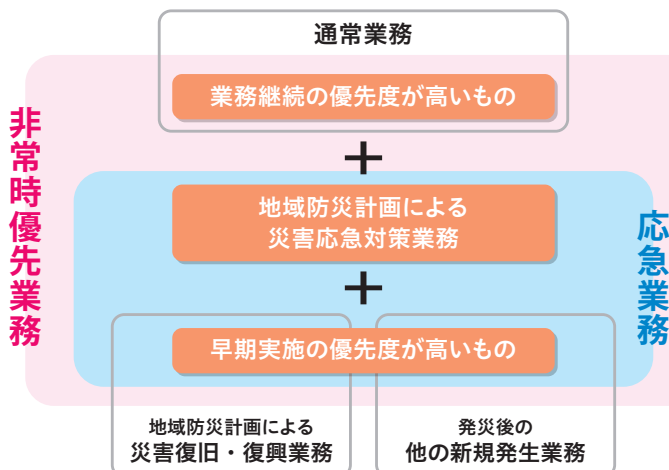 通常業務
業務継続の優先度が高いもの
+
非常時優先業務
地域防災計画による
災害応急対策業務
応急業務
+
早期実施の優先度が高いもの
地域防災計画による
災害復旧・復興業務
発災後の
他の新規発生業務